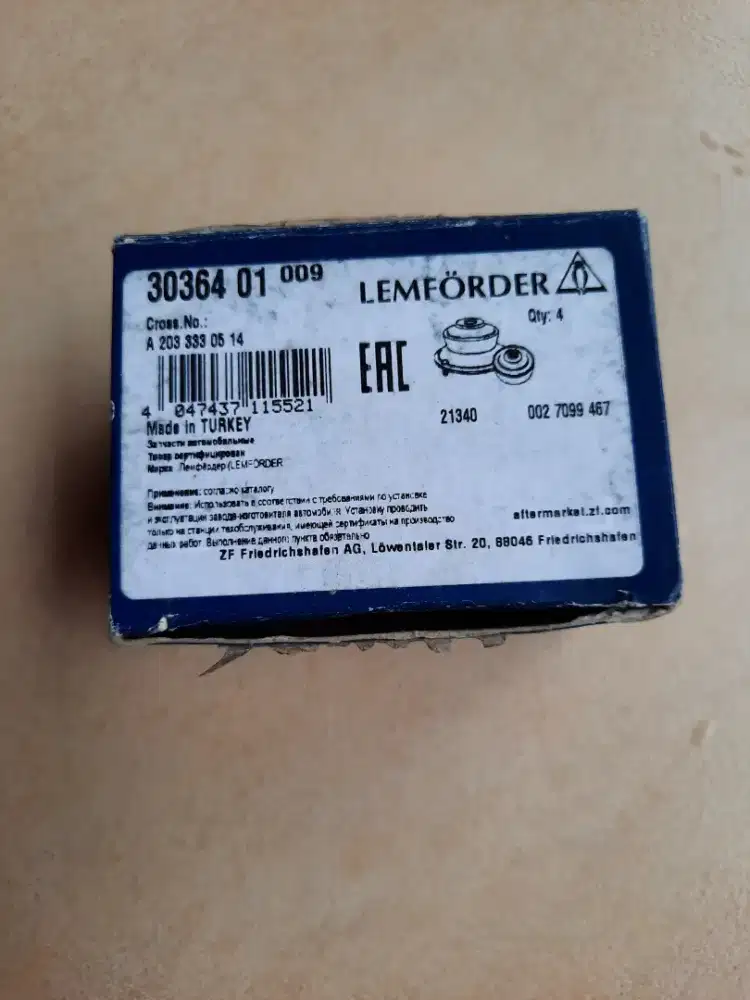 30364 01 009
LEMFÖRDER
Cross.No.:
A 203 333 05 14
Qty: 4
EAC
4 047437 115521
21340
002 7099 467
Made in TURKEY
Запчасти автомобильные
Товар сертифицирован
Марка: Лемфёрдер (LEMFÖRDER
Применение: согласно каталогу
Внимание: Использовать в соответствии с требованиями по установке
и эксплуатации завода-изготовителя автомобиля. Установку проводить
только на станции техобслуживания, имеющей сертификаты на производство
данных работ. Выполнение данного пункта обязательно
aftermarket.zf.com
ZF Friedrichshafen AG, Löwentaler Str. 20, 88046 Friedrichshafen